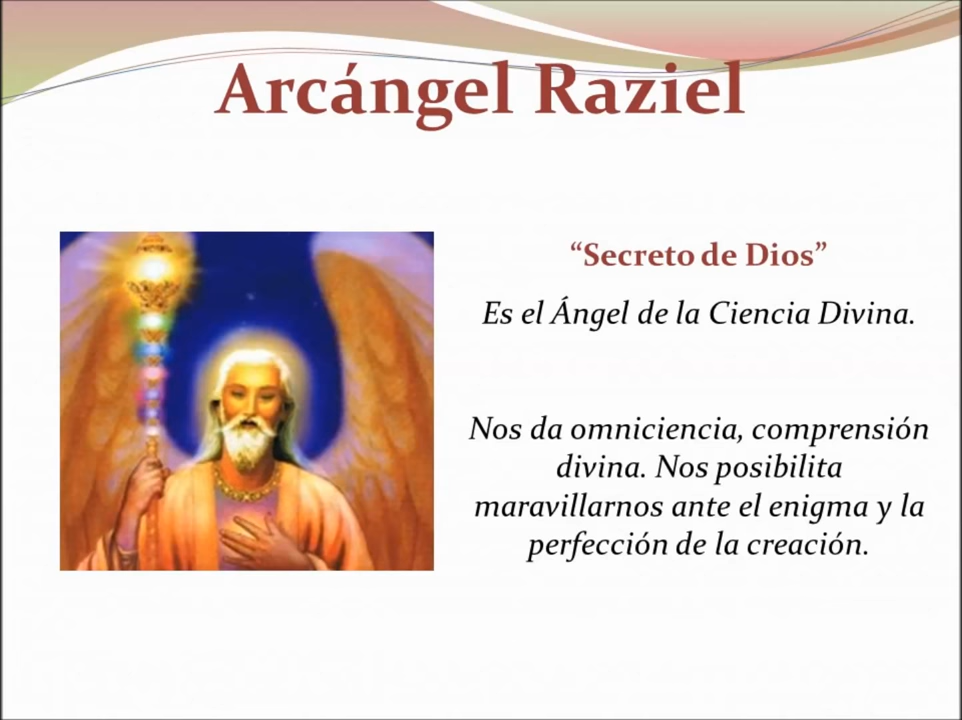 Arcángel Raziel
“Secreto de Dios”
Es el Ángel de la Ciencia Divina.
Nos da omniciencia, comprensión
divina. Nos posibilita
maravillarnos ante el enigma y la
perfección de la creación.